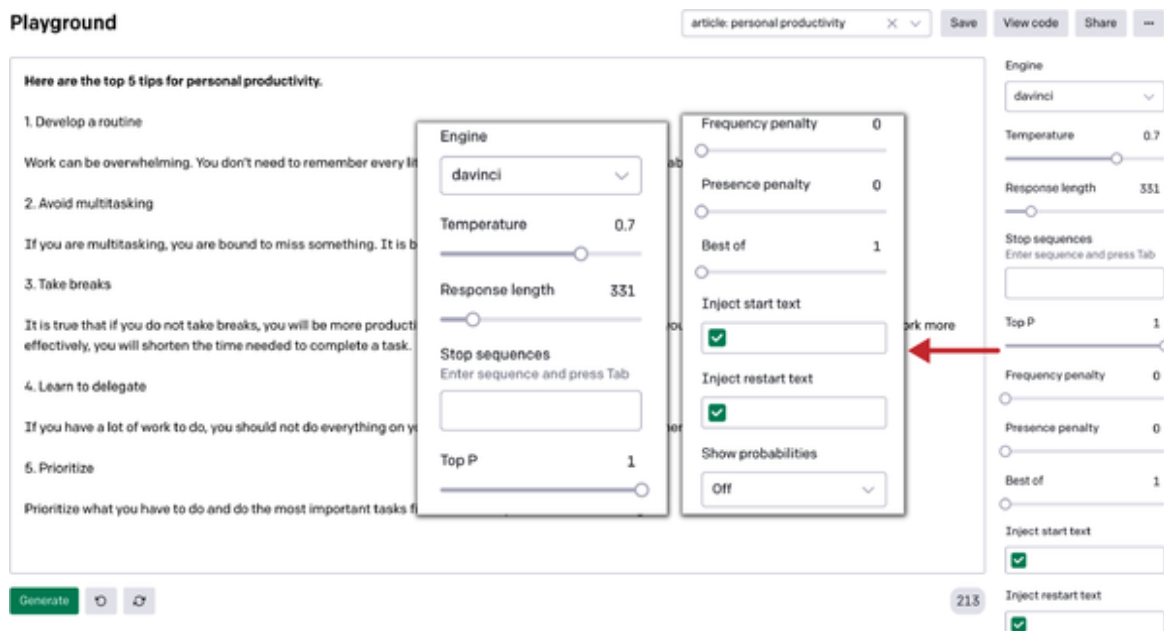 Playground
article: personal productivity
Save
View code
Share
Here are the top 5 tips for personal productivity.
1. Develop a routine
Work can be overwhelming. You don't need to remember every
2. Avoid multitasking
If you are multitasking, you are bound to miss something. It is
3. Take breaks
It is true that if you do not take breaks, you will be more
more
effectively, you will shorten the time needed to complete a task.
4. Learn to delegate
If you have a lot of work to do, you should not do everything on
5. Prioritize
Prioritize what you have to do and do the most important tasks
Generate
213
Engine
davinci
Temperature 0.7
Response length 331
Stop sequences
Enter sequence and press Tab
Top P 1
Frequency penalty 0
Presence penalty 0
Best of 1
Inject start text
Inject restart text
Show probabilities
Off
Engine
davinci
Temperature 0.7
Response length 331
Stop sequences
Enter sequence and press Tab
Top P 1
Frequency penalty 0
Presence penalty 0
Best of 1
Inject start text
Inject restart text